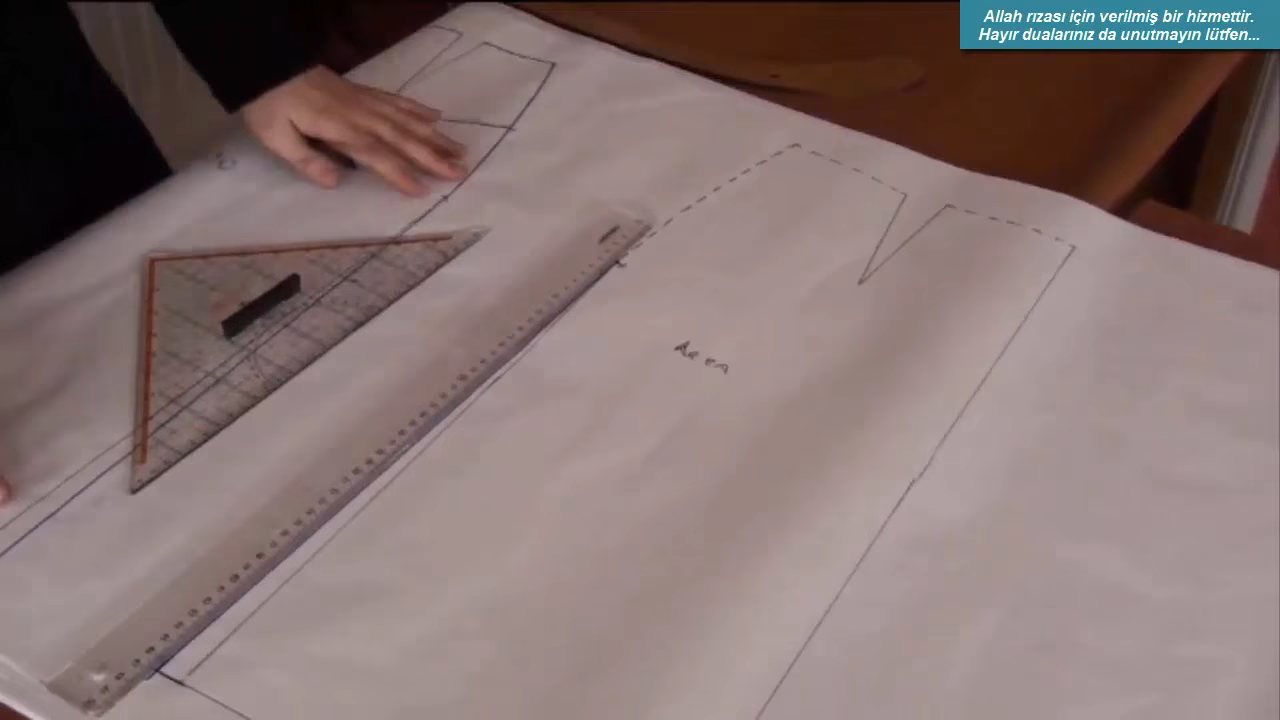 Allah rızası için verilmiş bir hizmettir.
Hayır dualarınız da unutmayın lütfen...